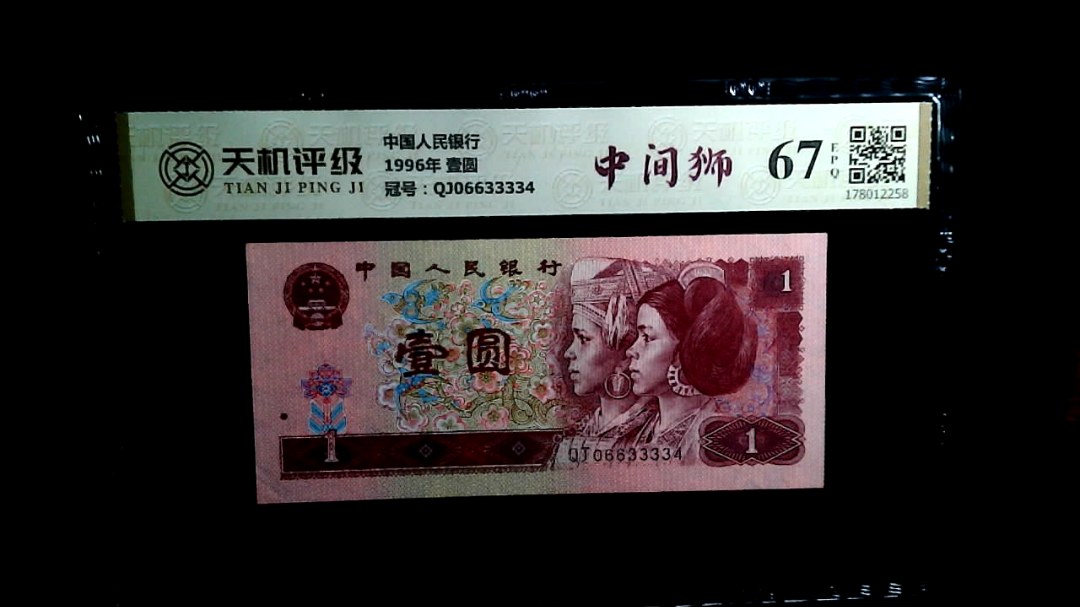 天机评级
TIAN JI PING JI
中国人民银行
1996年 壹圆
冠号：QJ06633334
中间狮
67
EPQ
178012258
中国人民银行
1
壹圆
1
1
QJ06633334